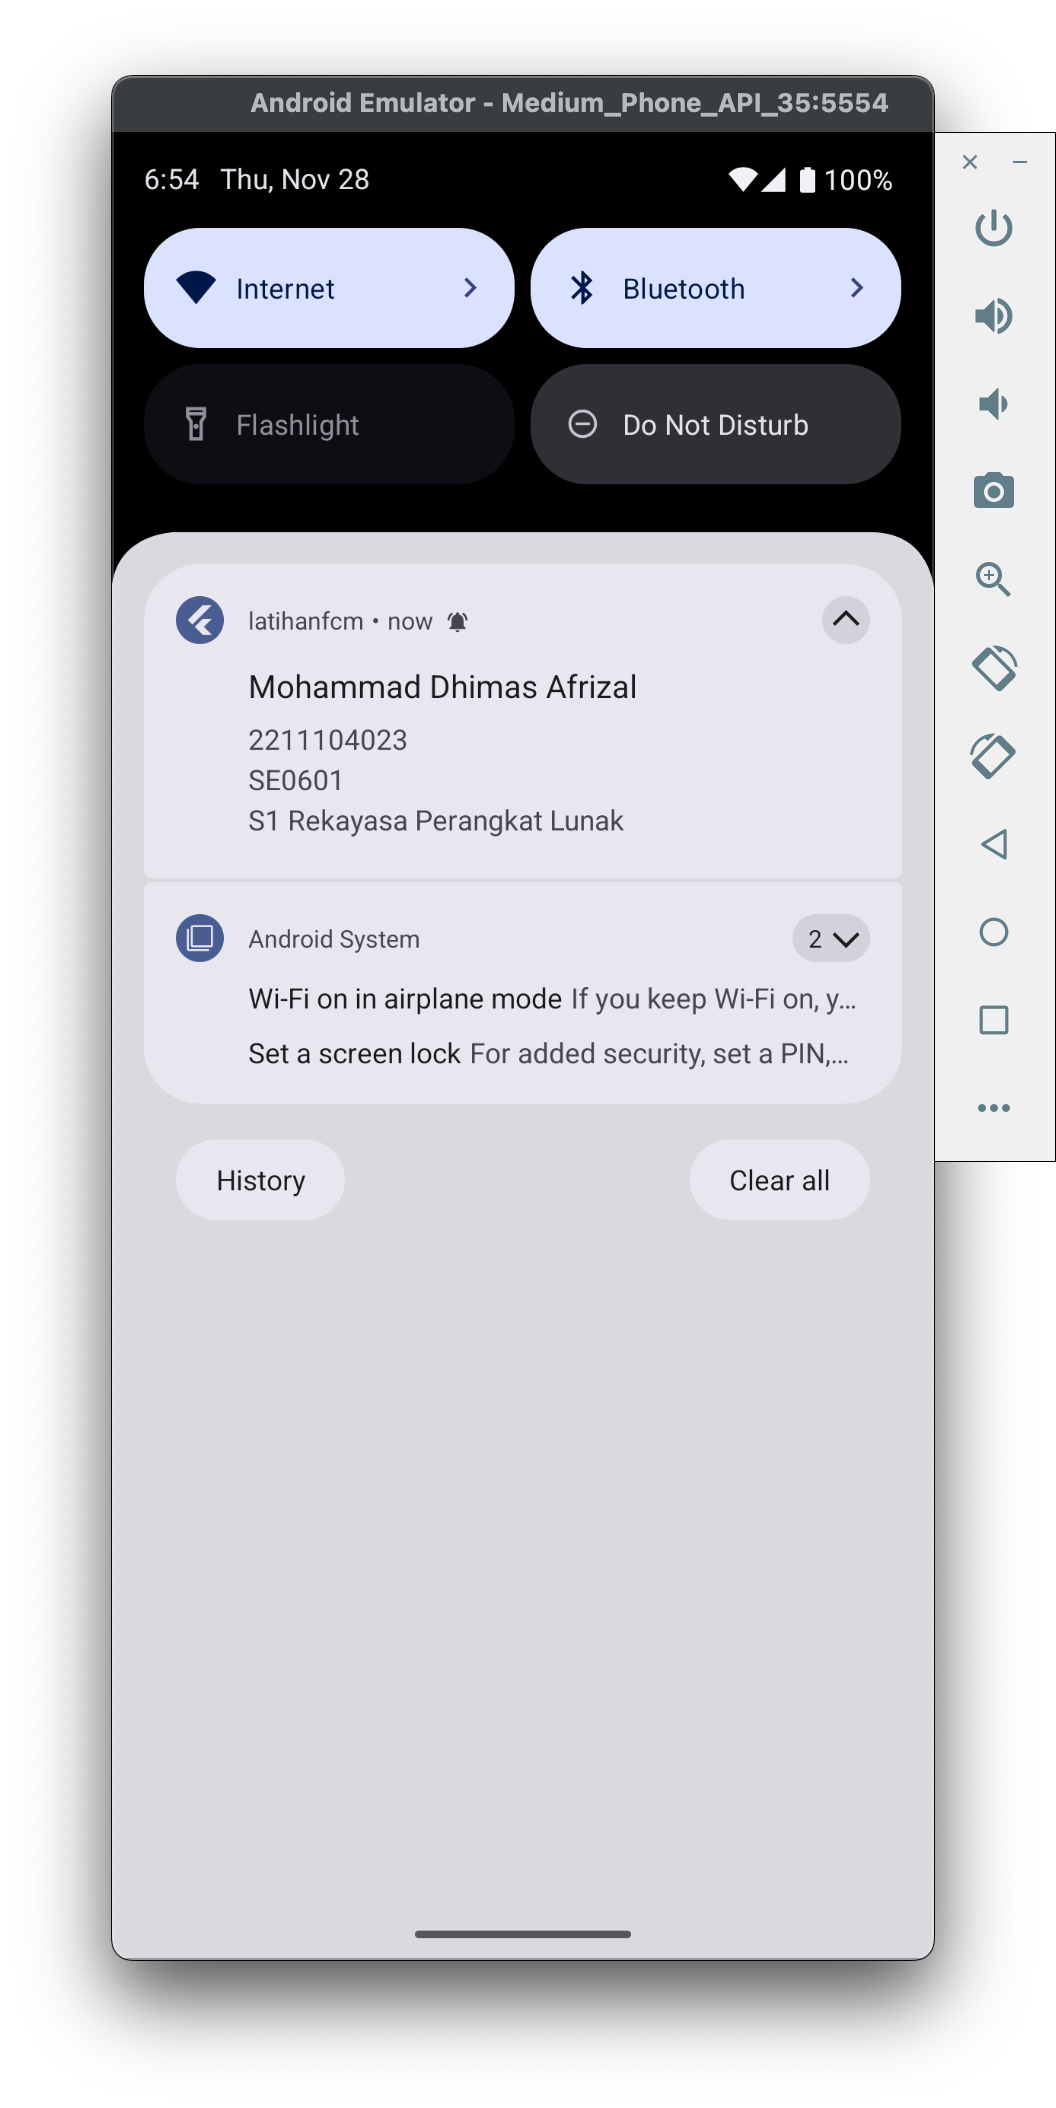 Android Emulator - Medium_Phone_API_35:5554
6:54 Thu, Nov 28 100%
Internet
Bluetooth
Flashlight
Do Not Disturb
latihanfcm • now
Mohammad Dhimas Afrizal
2211104023
SE0601
S1 Rekayasa Perangkat Lunak
Android System 2
Wi-Fi on in airplane mode If you keep Wi-Fi on, y...
Set a screen lock For added security, set a PIN,...
History
Clear all